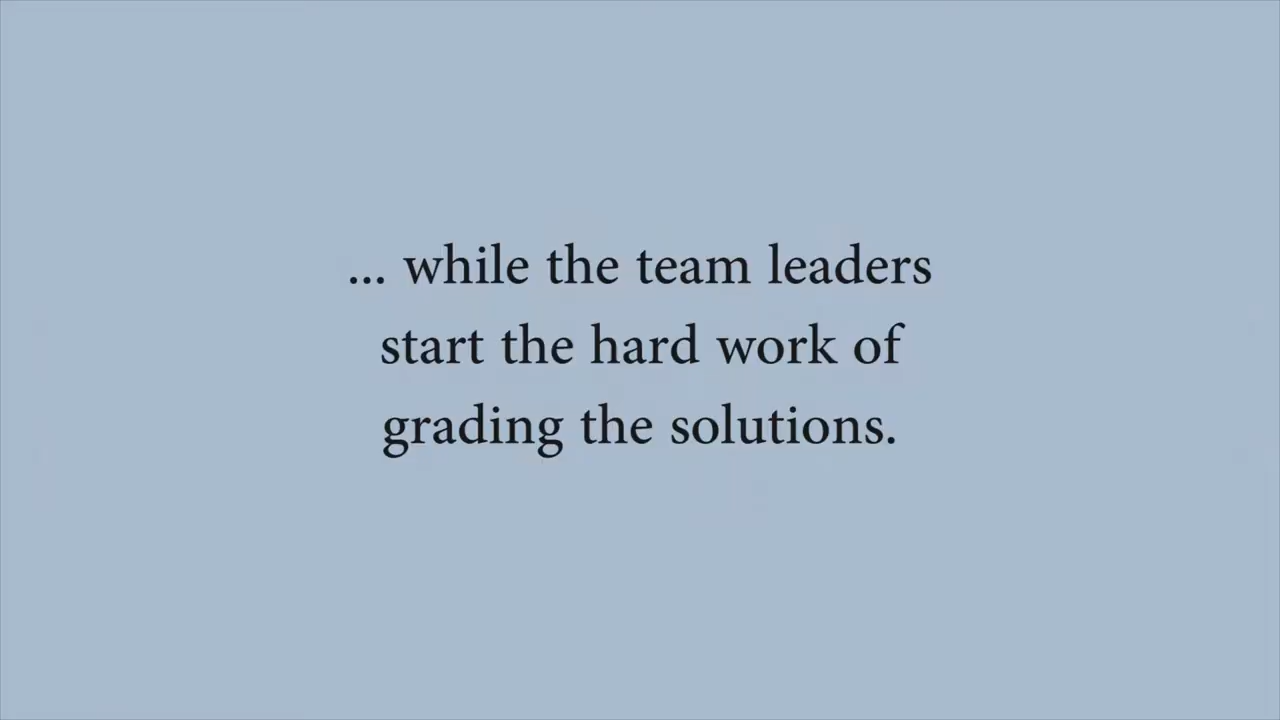 ... while the team leaders
start the hard work of
grading the solutions.